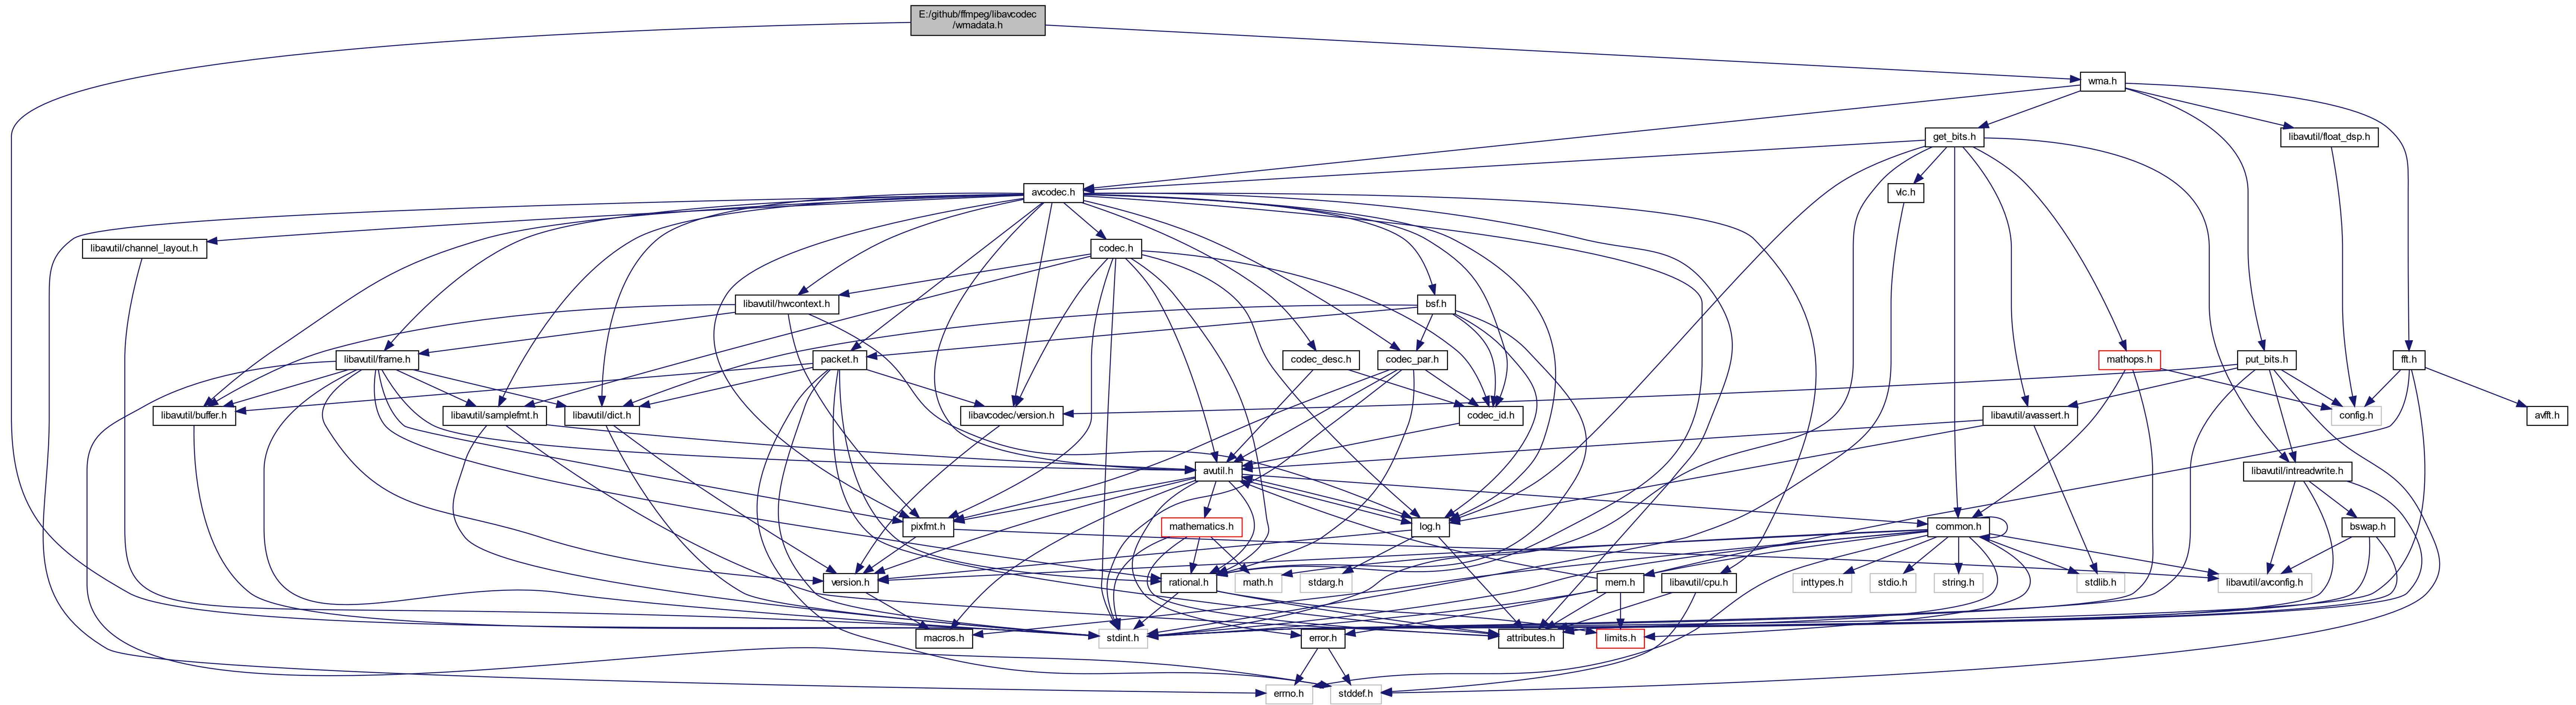 E:/github/ffmpeg/libavcodec
/wmadata.h
wma.h
get_bits.h
libavutil/float_dsp.h
avcodec.h
vlc.h
libavutil/channel_layout.h
codec.h
libavutil/hwcontext.h
bsf.h
libavutil/frame.h
packet.h
codec_desc.h
codec_par.h
mathops.h
put_bits.h
fft.h
libavutil/buffer.h
libavutil/samplefmt.h
libavutil/dict.h
libavcodec/version.h
codec_id.h
libavutil/avassert.h
config.h
avfft.h
avutil.h
libavutil/intreadwrite.h
pixfmt.h
mathematics.h
log.h
common.h
bswap.h
version.h
rational.h
math.h
stdarg.h
mem.h
libavutil/cpu.h
inttypes.h
stdio.h
string.h
stdlib.h
libavutil/avconfig.h
macros.h
stdint.h
error.h
attributes.h
limits.h
errno.h
stddef.h